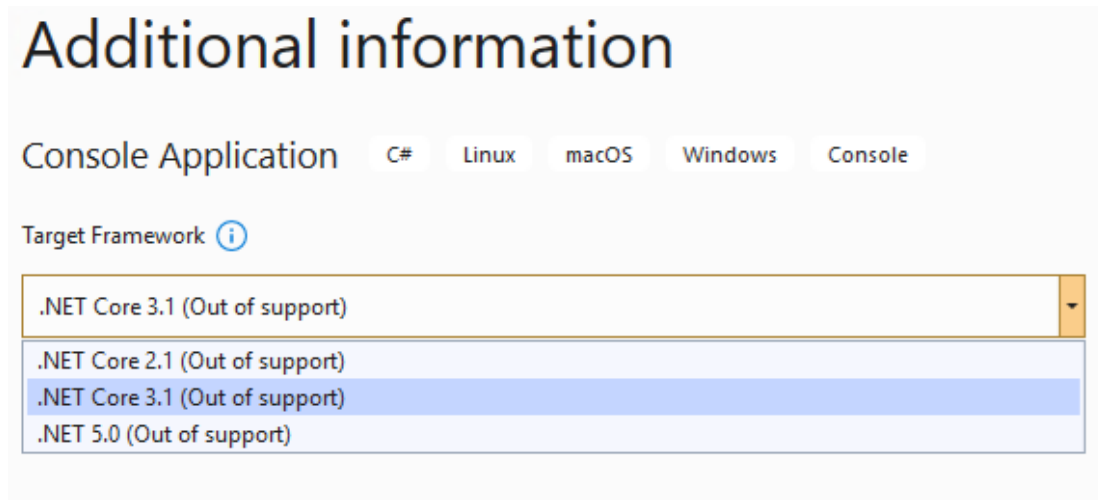 Additional information
Console Application C# Linux macOS Windows Console
Target Framework
.NET Core 3.1 (Out of support)
.NET Core 2.1 (Out of support)
.NET Core 3.1 (Out of support)
.NET 5.0 (Out of support)